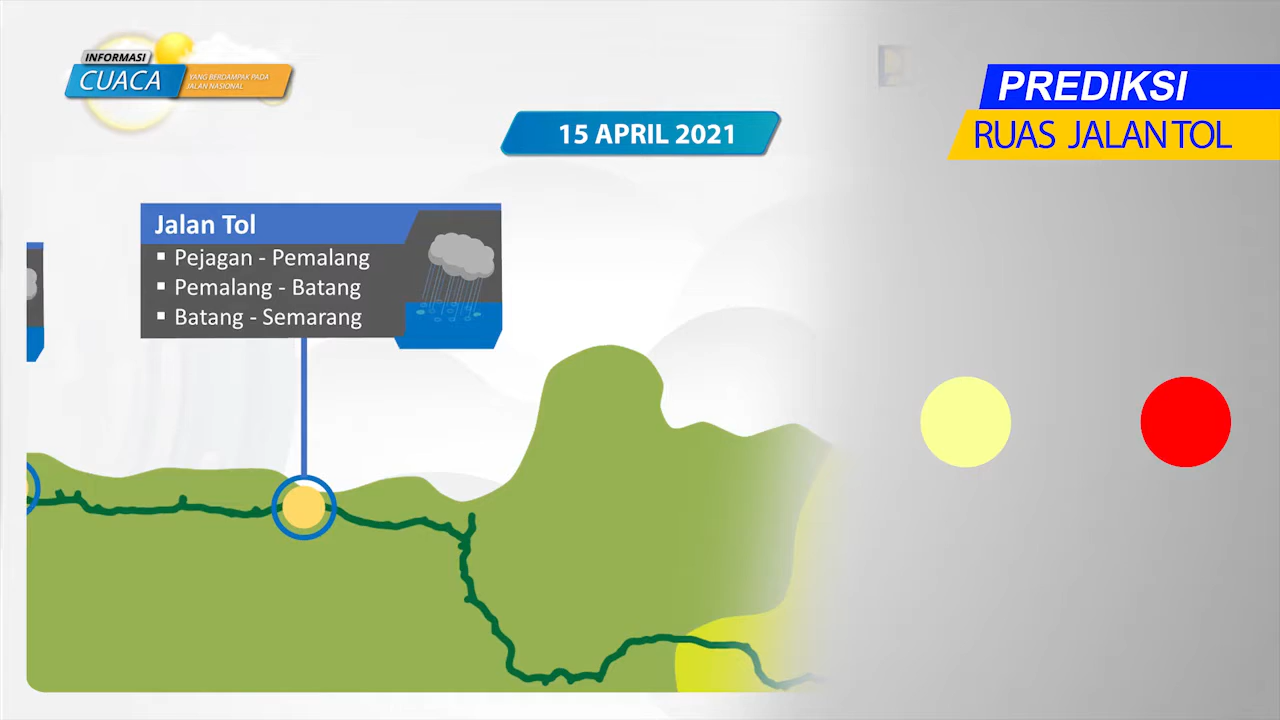 INFORMASI
CUACA
YANG BERDAMPAK PADA
JALAN NASIONAL
15 APRIL 2021
PREDIKSI
RUAS JALAN TOL
Jalan Tol
▪ Pejagan - Pemalang
▪ Pemalang - Batang
▪ Batang - Semarang